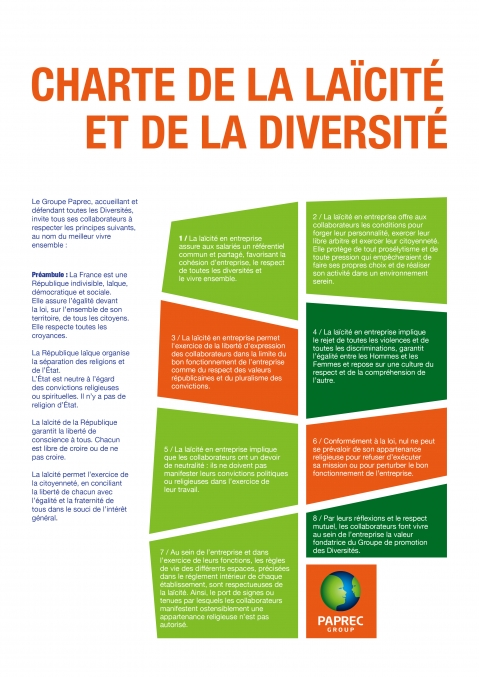 CHARTE DE LA LAÏCITÉ
ET DE LA DIVERSITÉ
Le Groupe Paprec, accueillant et
défendant toutes les Diversités,
invite tous ses collaborateurs à
respecter les principes suivants,
au nom du meilleur vivre
ensemble :
Préambule : La France est une
République indivisible, laïque,
démocratique et sociale.
Elle assure l'égalité devant
la loi, sur l'ensemble de son
territoire, de tous les citoyens.
Elle respecte toutes les
croyances.
La République laïque organise
la séparation des religions et
de l'État.
L'État est neutre à l'égard
des convictions religieuses
ou spirituelles. Il n'y a pas de
religion d'État.
La laïcité de la République
garantit la liberté de
conscience à tous. Chacun
est libre de croire ou de ne
pas croire.
La laïcité permet l'exercice de
la citoyenneté, en conciliant
la liberté de chacun avec
l'égalité et la fraternité de
tous dans le souci de l'intérêt
général.
1 / La laïcité en entreprise
assure aux salariés un référentiel
commun et partagé, favorisant la
cohésion d'entreprise, le respect
de toutes les diversités et
le vivre ensemble.
2 / La laïcité en entreprise offre aux
collaborateurs les conditions pour
forger leur personnalité, exercer leur
libre arbitre et exercer leur citoyenneté.
Elle protège de tout prosélytisme et de
toute pression qui empêcheraient de
faire ses propres choix et de réaliser
son activité dans un environnement
serein.
3 / La laïcité en entreprise permet
l'exercice de la liberté d'expression
des collaborateurs dans la limite du
bon fonctionnement de l'entreprise
comme du respect des valeurs
républicaines et du pluralisme des
convictions.
4 / La laïcité en entreprise implique
le rejet de toutes les violences et de
toutes les discriminations, garantit
l'égalité entre les Hommes et les
Femmes et repose sur une culture du
respect et de la compréhension de
l'autre.
5 / La laïcité en entreprise implique
que les collaborateurs ont un devoir
de neutralité : ils ne doivent pas
manifester leurs convictions politiques
ou religieuses dans l'exercice de
leur travail.
6 / Conformément à la loi, nul ne peut
se prévaloir de son appartenance
religieuse pour refuser d'exécuter
sa mission ou pour perturber le bon
fonctionnement de l'entreprise.
7 / Au sein de l'entreprise et dans
l'exercice de leurs fonctions, les règles
de vie des différents espaces, précisées
dans le règlement intérieur de chaque
établissement, sont respectueuses de
la laïcité. Ainsi, le port de signes ou
tenues par lesquels les collaborateurs
manifestent ostensiblement une
appartenance religieuse n'est pas
autorisé.
8 / Par leurs réflexions et le respect
mutuel, les collaborateurs font vivre
au sein de l'entreprise la valeur
fondatrice du Groupe de promotion
des Diversités.
PAPREC
GROUP